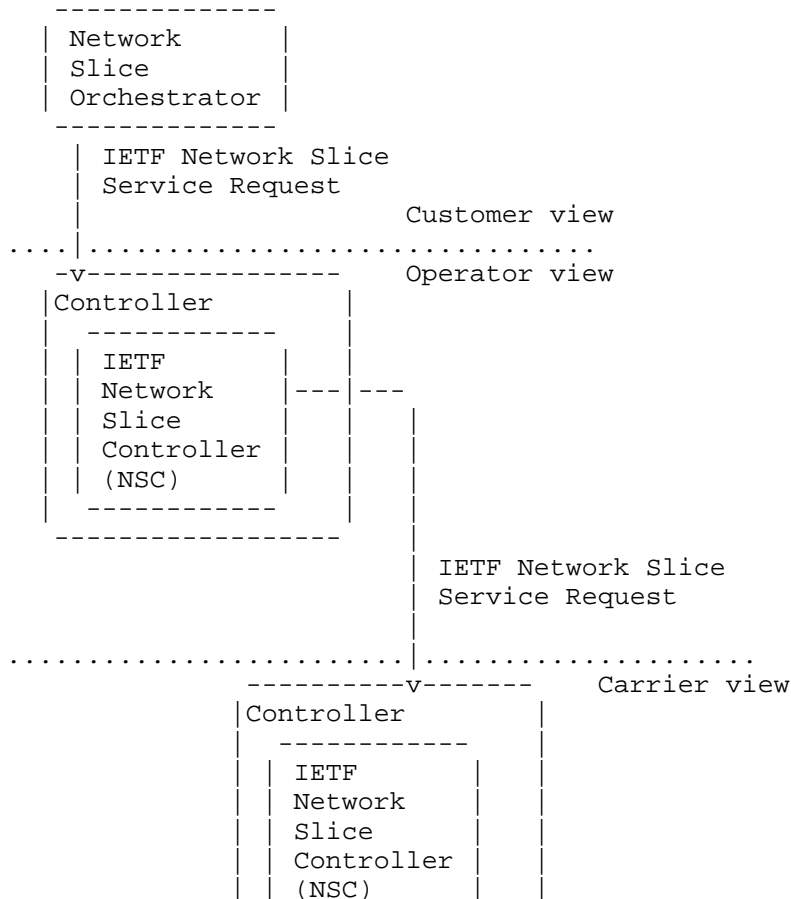 Network
Slice
Orchestrator
IETF Network Slice
Service Request
Customer view
Operator view
Controller
IETF
Network
Slice
Controller
(NSC)
IETF Network Slice
Service Request
Carrier view
Controller
IETF
Network
Slice
Controller
(NSC)